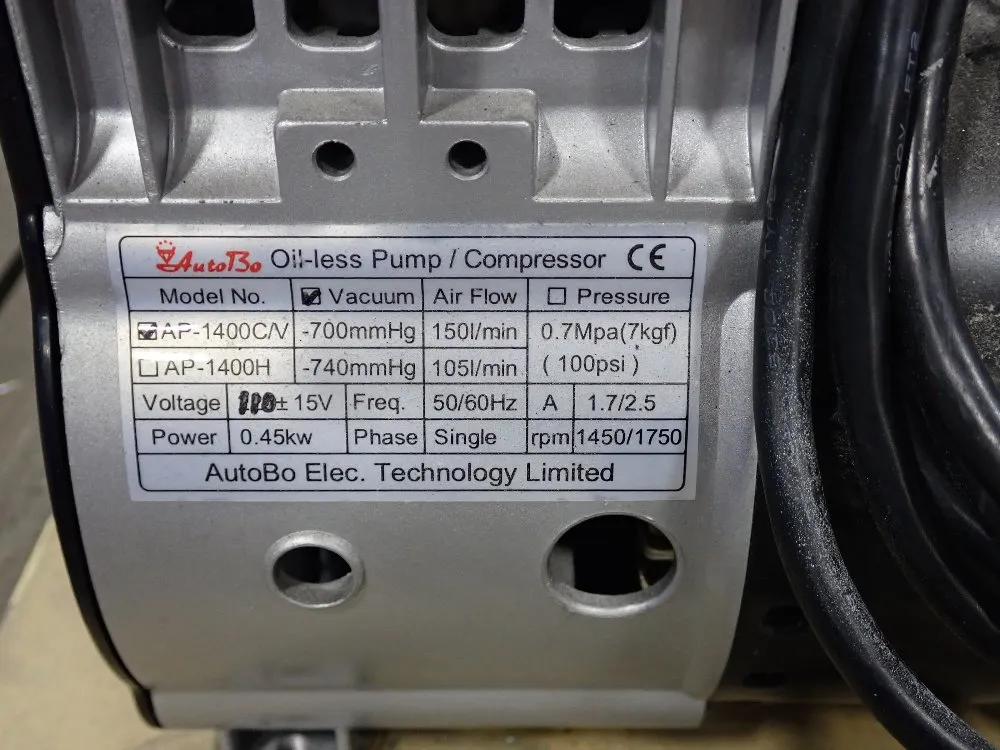 AutoBo Oil-less Pump / Compressor CE
Model No. ☑ Vacuum Air Flow ☐ Pressure
☑ AP-1400C/V -700mmHg 150l/min 0.7Mpa(7kgf)
☐ AP-1400H -740mmHg 105l/min (100psi)
Voltage 110± 15V Freq. 50/60Hz A 1.7/2.5
Power 0.45kw Phase Single rpm 1450/1750
AutoBo Elec. Technology Limited